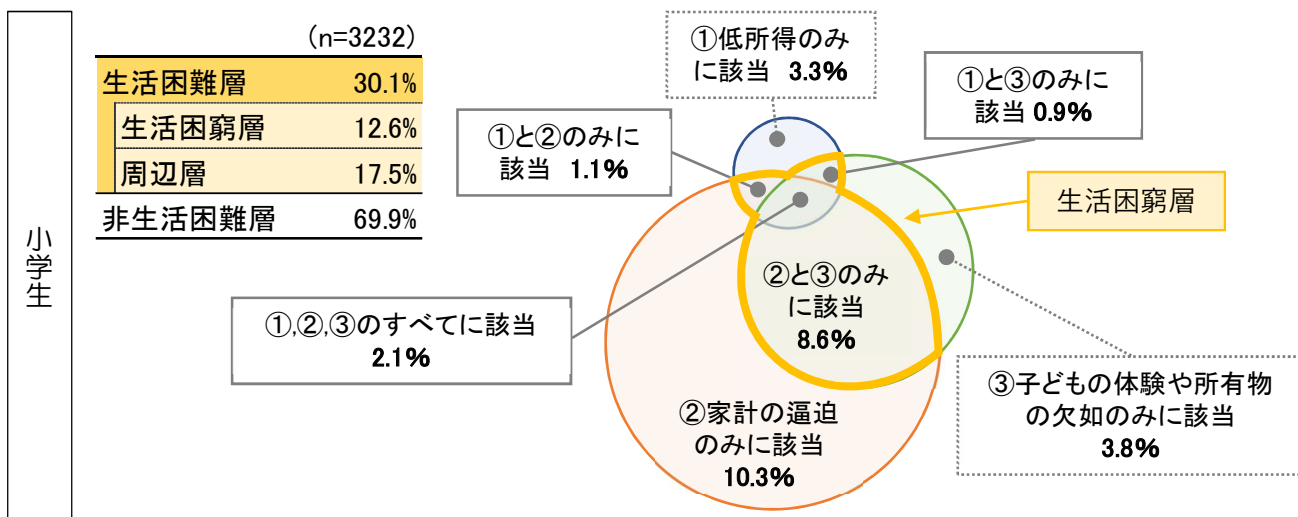 小学生
(n=3232)
生活困難層 30.1%
生活困窮層 12.6%
周辺層 17.5%
非生活困難層 69.9%
①低所得のみ
に該当 3.3%
①と③のみに
該当 0.9%
①と②のみに
該当 1.1%
生活困窮層
②と③のみ
に該当
8.6%
①,②,③のすべてに該当
2.1%
③子どもの体験や所有物
の欠如のみに該当
3.8%
②家計の逼迫
のみに該当
10.3%